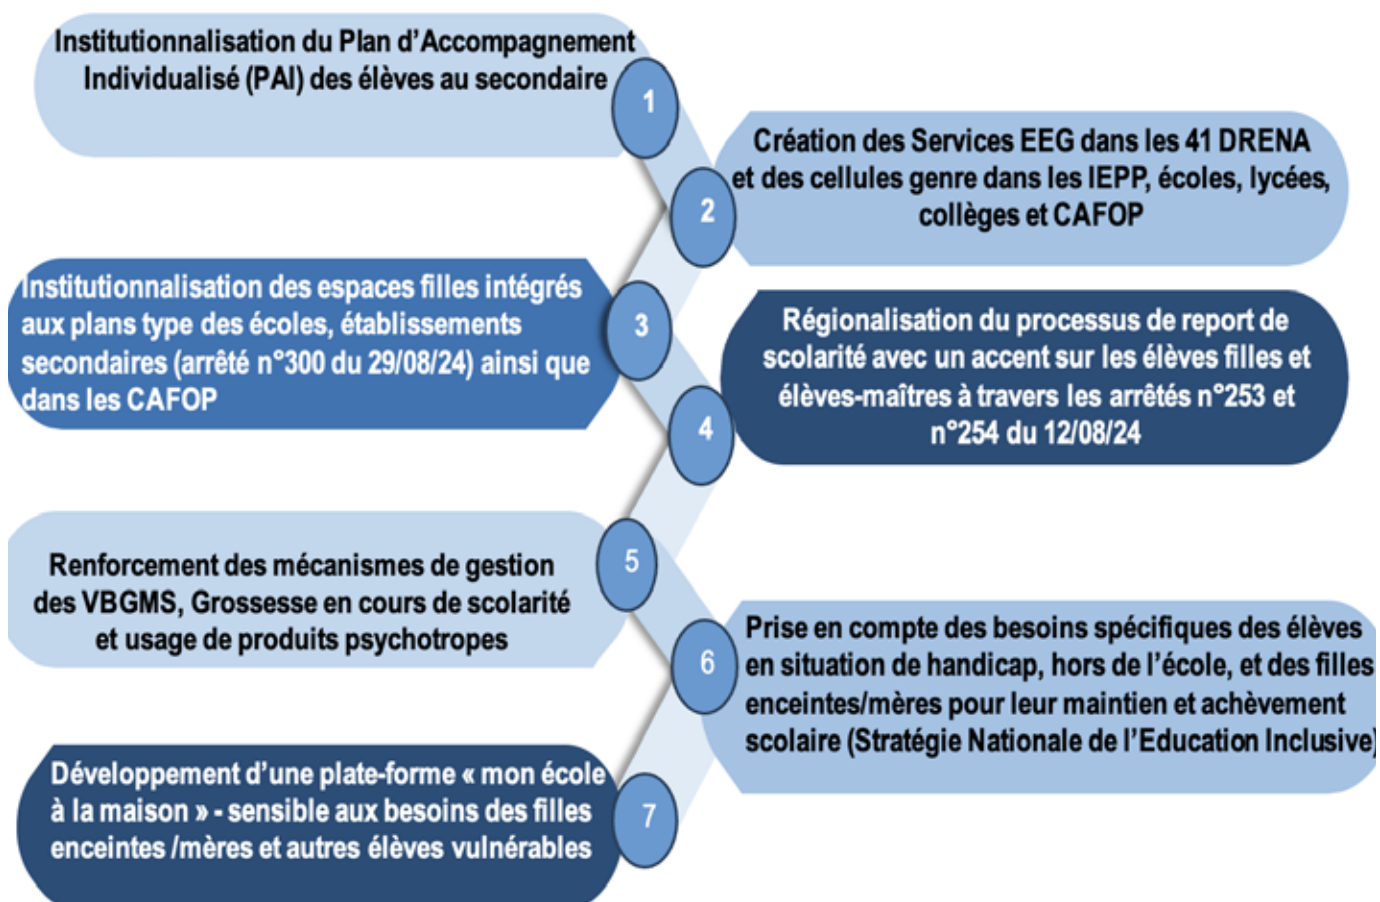 Institutionnalisation du Plan d’Accompagnement
Individualisé (PAI) des élèves au secondaire
1
Création des Services EEG dans les 41 DRENA
et des cellules genre dans les IEPP, écoles, lycées,
collèges et CAFOP
2
Institutionnalisation des espaces filles intégrés
aux plans type des écoles, établissements
secondaires (arrêté n°300 du 29/08/24) ainsi que
dans les CAFOP
3
Régionalisation du processus de report de
scolarité avec un accent sur les élèves filles et
élèves-maîtres à travers les arrêtés n°253 et
n°254 du 12/08/24
4
Renforcement des mécanismes de gestion
des VBGMS, Grossesse en cours de scolarité
et usage de produits psychotropes
5
Prise en compte des besoins spécifiques des élèves
en situation de handicap, hors de l’école, et des filles
enceintes/mères pour leur maintien et achèvement
scolaire (Stratégie Nationale de l’Education Inclusive)
6
Développement d’une plate-forme « mon école
à la maison » - sensible aux besoins des filles
enceintes /mères et autres élèves vulnérables
7